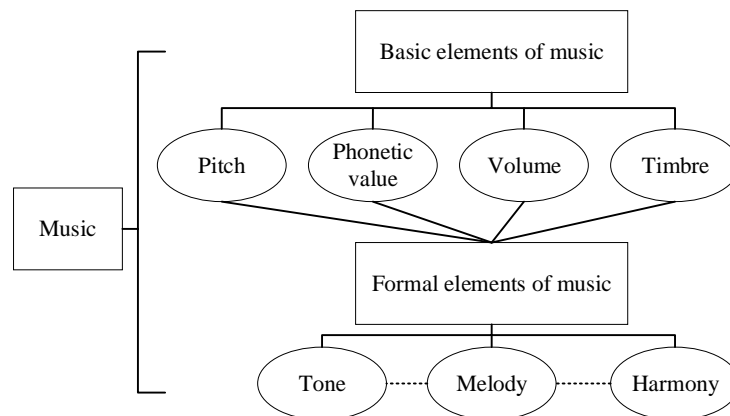 Basic elements of music
Pitch
Phonetic
value
Volume
Timbre
Music
Formal elements of music
Tone
Melody
Harmony